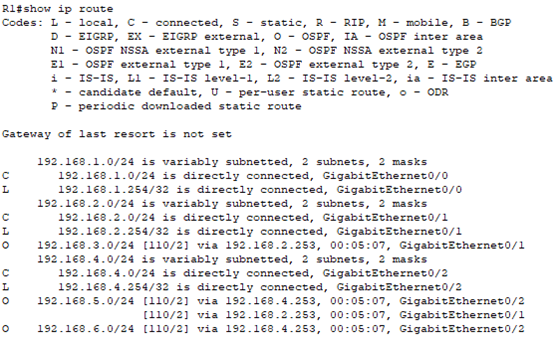 R1#show ip route
Codes: L - local, C - connected, S - static, R - RIP, M - mobile, B - BGP
D - EIGRP, EX - EIGRP external, O - OSPF, IA - OSPF inter area
N1 - OSPF NSSA external type 1, N2 - OSPF NSSA external type 2
E1 - OSPF external type 1, E2 - OSPF external type 2, E - EGP
i - IS-IS, L1 - IS-IS level-1, L2 - IS-IS level-2, ia - IS-IS inter area
* - candidate default, U - per-user static route, o - ODR
P - periodic downloaded static route
Gateway of last resort is not set
192.168.1.0/24 is variably subnetted, 2 subnets, 2 masks
C 192.168.1.0/24 is directly connected, GigabitEthernet0/0
L 192.168.1.254/32 is directly connected, GigabitEthernet0/0
192.168.2.0/24 is variably subnetted, 2 subnets, 2 masks
C 192.168.2.0/24 is directly connected, GigabitEthernet0/1
L 192.168.2.254/32 is directly connected, GigabitEthernet0/1
O 192.168.3.0/24 [110/2] via 192.168.2.253, 00:05:07, GigabitEthernet0/1
192.168.4.0/24 is variably subnetted, 2 subnets, 2 masks
C 192.168.4.0/24 is directly connected, GigabitEthernet0/2
L 192.168.4.254/32 is directly connected, GigabitEthernet0/2
O 192.168.5.0/24 [110/2] via 192.168.4.253, 00:05:07, GigabitEthernet0/2
[110/2] via 192.168.2.253, 00:05:07, GigabitEthernet0/1
O 192.168.6.0/24 [110/2] via 192.168.4.253, 00:05:07, GigabitEthernet0/2